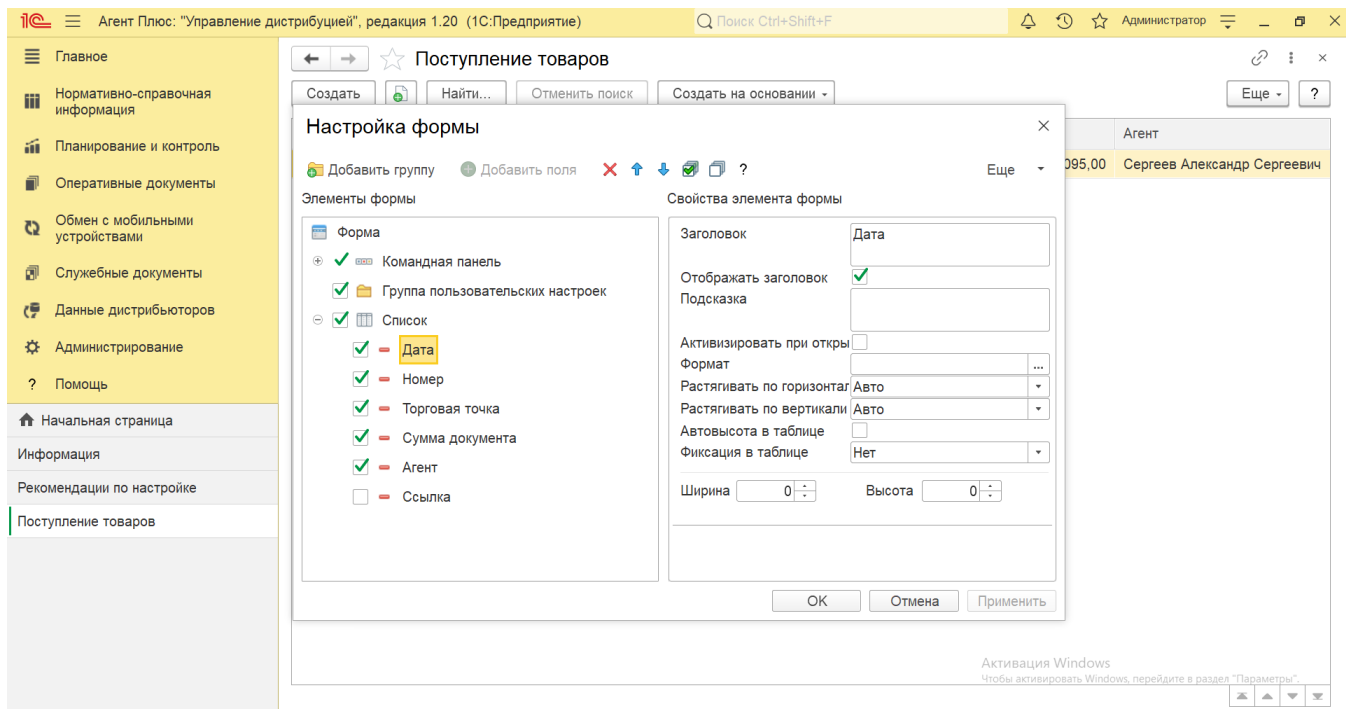 1С Агент Плюс: "Управление дистрибуцией", редакция 1.20 (1С:Предприятие) Поиск Ctrl+Shift+F Администратор
Главное
Нормативно-справочная
информация
Планирование и контроль
Оперативные документы
Обмен с мобильными
устройствами
Служебные документы
Данные дистрибьюторов
Администрирование
? Помощь
Начальная страница
Информация
Рекомендации по настройке
Поступление товаров
Поступление товаров
Создать Найти... Отменить поиск Создать на основании Еще ?
Агент
095,00 Сергеев Александр Сергеевич
Настройка формы
Добавить группу Добавить поля ? Еще
Элементы формы
Форма
Командная панель
Группа пользовательских настроек
Список
Дата
Номер
Торговая точка
Сумма документа
Агент
Ссылка
Свойства элемента формы
Заголовок Дата
Отображать заголовок
Подсказка
Активизировать при откры
Формат ...
Растягивать по горизонтал Авто
Растягивать по вертикали Авто
Автовысота в таблице
Фиксация в таблице Нет
Ширина 0 Высота 0
OK Отмена Применить
Активация Windows
Чтобы активировать Windows, перейдите в раздел "Параметры".